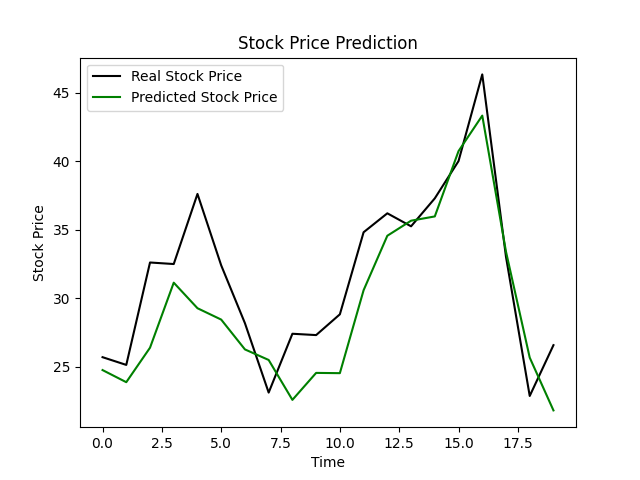 Stock Price Prediction
Real Stock Price
Predicted Stock Price
45
40
35
30
25
Stock Price
0.0 2.5 5.0 7.5 10.0 12.5 15.0 17.5
Time